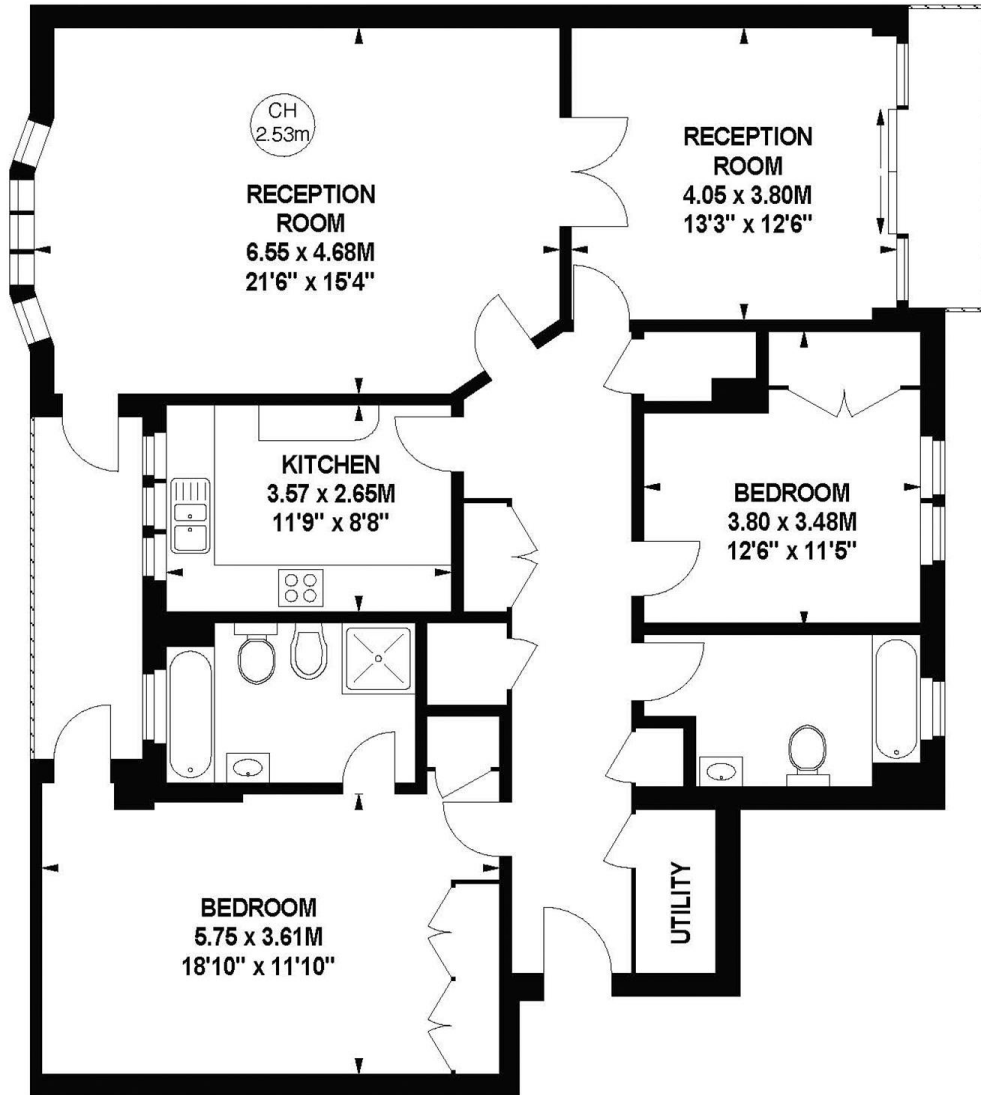 CH
2.53m
RECEPTION
ROOM
6.55 x 4.68M
21'6" x 15'4"
RECEPTION
ROOM
4.05 x 3.80M
13'3" x 12'6"
KITCHEN
3.57 x 2.65M
11'9" x 8'8"
BEDROOM
3.80 x 3.48M
12'6" x 11'5"
BEDROOM
5.75 x 3.61M
18'10" x 11'10"
UTILITY